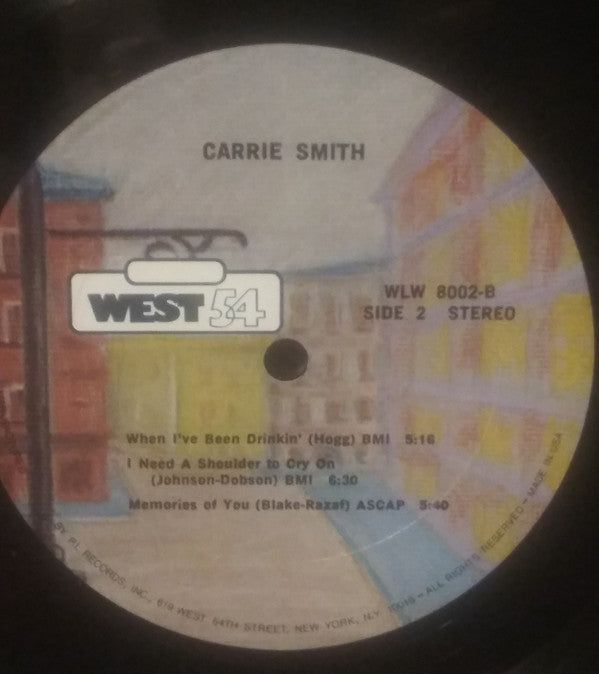 CARRIE SMITH
WEST 54
WLW 8002-B
SIDE 2 STEREO
When I've Been Drinkin' (Hogg) BMI 5:16
I Need A Shoulder to Cry On
(Johnson-Dobson) BMI 6:30
Memories of You (Blake-Razaf) ASCAP 5:40
BY P.I. RECORDS, INC., 619 WEST 54TH STREET, NEW YORK, N.Y. 10019 – ALL RIGHTS RESERVED – MADE IN USA